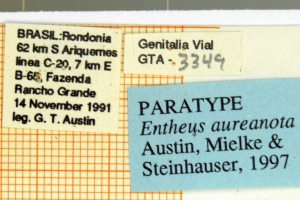 BRASIL:Rondonia
62 km S Ariquemes
linea C-20, 7 km E
B-65, Fazenda
Rancho Grande
14 November 1991
leg. G. T. Austin
Genitalia Vial
GTA - 3349
PARATYPE
Entheus aureanota
Austin, Mielke &
Steinhauser, 1997